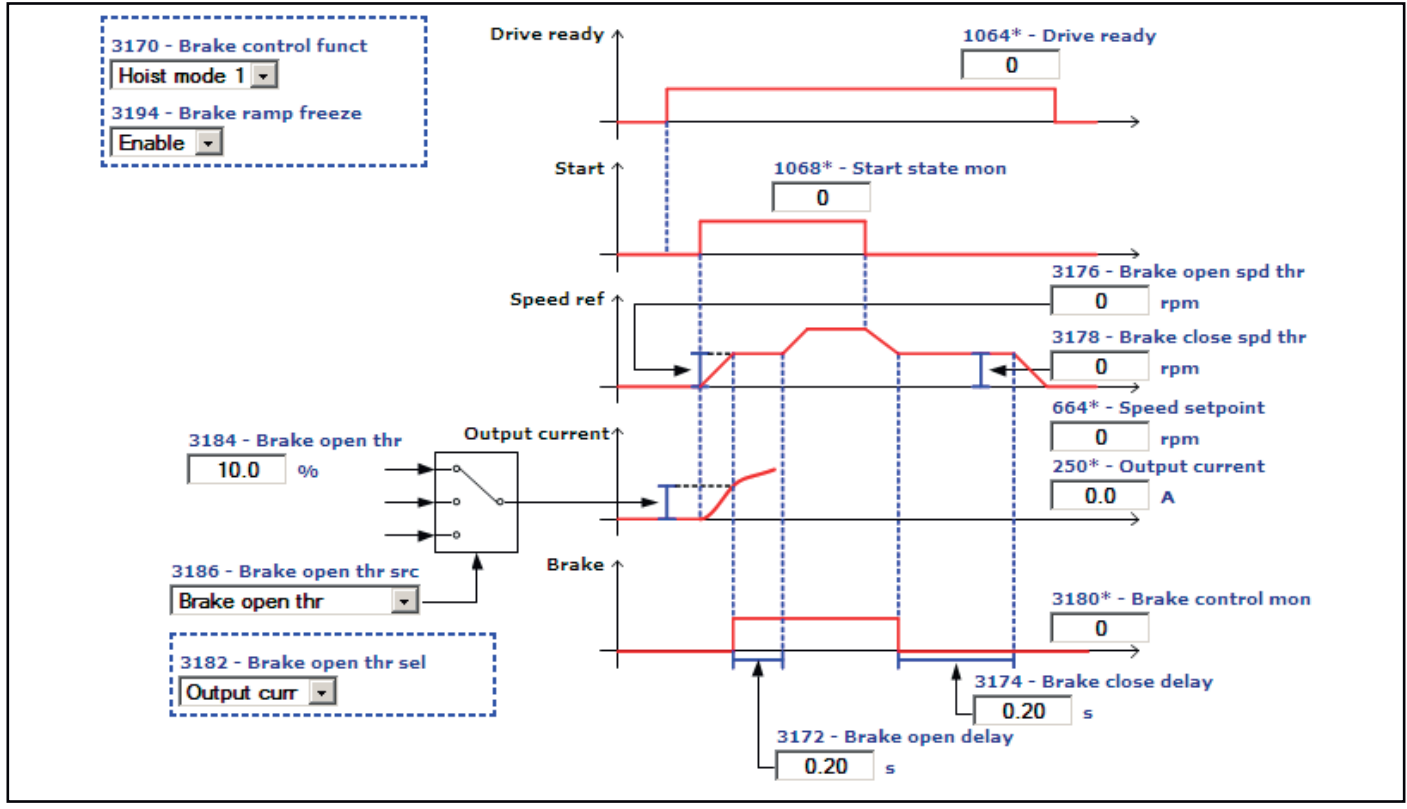 3170 - Brake control funct
Hoist mode 1
3194 - Brake ramp freeze
Enable
Drive ready
1064* - Drive ready
0
Start
1068* - Start state mon
0
Speed ref
3176 - Brake open spd thr
0 rpm
3178 - Brake close spd thr
0 rpm
664* - Speed setpoint
0 rpm
3184 - Brake open thr
10.0 %
Output current
250* - Output current
0.0 A
3186 - Brake open thr src
Brake open thr
Brake
3180* - Brake control mon
0
3182 - Brake open thr sel
Output curr
3174 - Brake close delay
0.20 s
3172 - Brake open delay
0.20 s